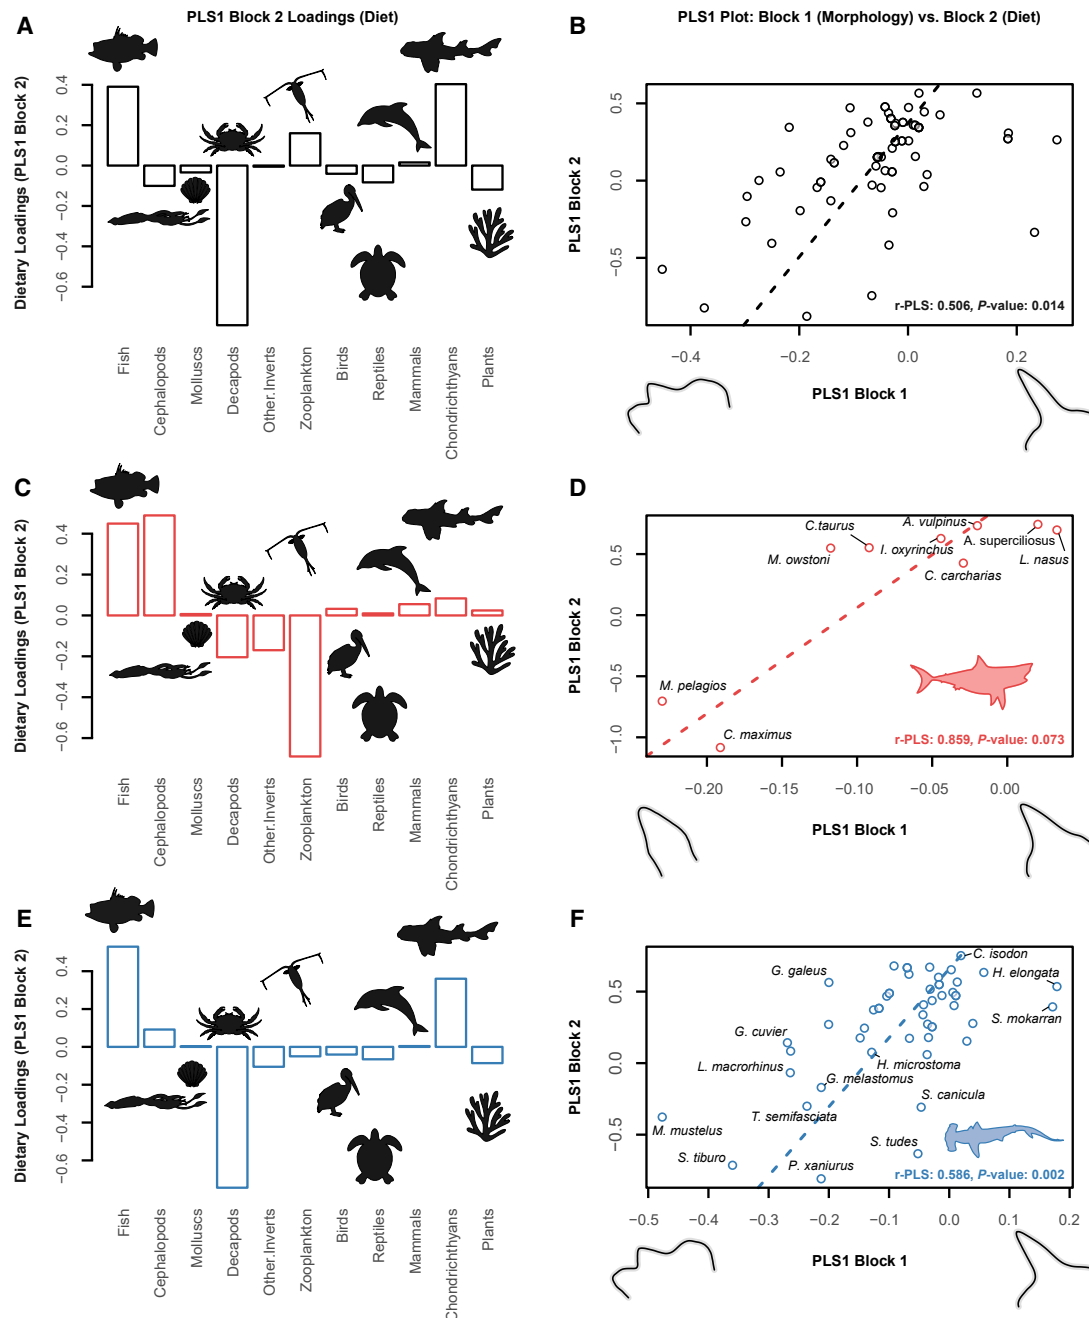 A
PLS1 Block 2 Loadings (Diet)
Dietary Loadings (PLS1 Block 2)
0.4
0.2
0.0
−0.2
−0.4
−0.6
Fish
Cephalopods
Molluscs
Decapods
Other.Inverts
Zooplankton
Birds
Reptiles
Mammals
Chondrichthyans
Plants
B
PLS1 Plot: Block 1 (Morphology) vs. Block 2 (Diet)
PLS1 Block 2
0.5
0.0
−0.5
r-PLS: 0.506, P-value: 0.014
−0.4
−0.2
0.0
0.2
PLS1 Block 1
C
Dietary Loadings (PLS1 Block 2)
0.4
0.2
0.0
−0.2
−0.4
−0.6
Fish
Cephalopods
Molluscs
Decapods
Other.Inverts
Zooplankton
Birds
Reptiles
Mammals
Chondrichthyans
Plants
D
PLS1 Block 2
0.5
0.0
−0.5
−1.0
A. vulpinus
C.taurus
I. oxyrinchus
A. superciliosus
M. owstoni
L. nasus
C. carcharias
M. pelagios
C. maximus
r-PLS: 0.859, P-value: 0.073
−0.20
−0.15
−0.10
−0.05
0.00
PLS1 Block 1
E
Dietary Loadings (PLS1 Block 2)
0.4
0.2
0.0
−0.2
−0.4
−0.6
Fish
Cephalopods
Molluscs
Decapods
Other.Inverts
Zooplankton
Birds
Reptiles
Mammals
Chondrichthyans
Plants
F
PLS1 Block 2
0.5
0.0
−0.5
C. isodon
G. galeus
H. elongata
S. mokarran
G. cuvier
L. macrorhinus
H. microstoma
G. melastomus
S. canicula
T. semifasciata
M. mustelus
S. tudes
S. tiburo
P. xaniurus
r-PLS: 0.586, P-value: 0.002
−0.5
−0.4
−0.3
−0.2
−0.1
0.0
0.1
0.2
PLS1 Block 1